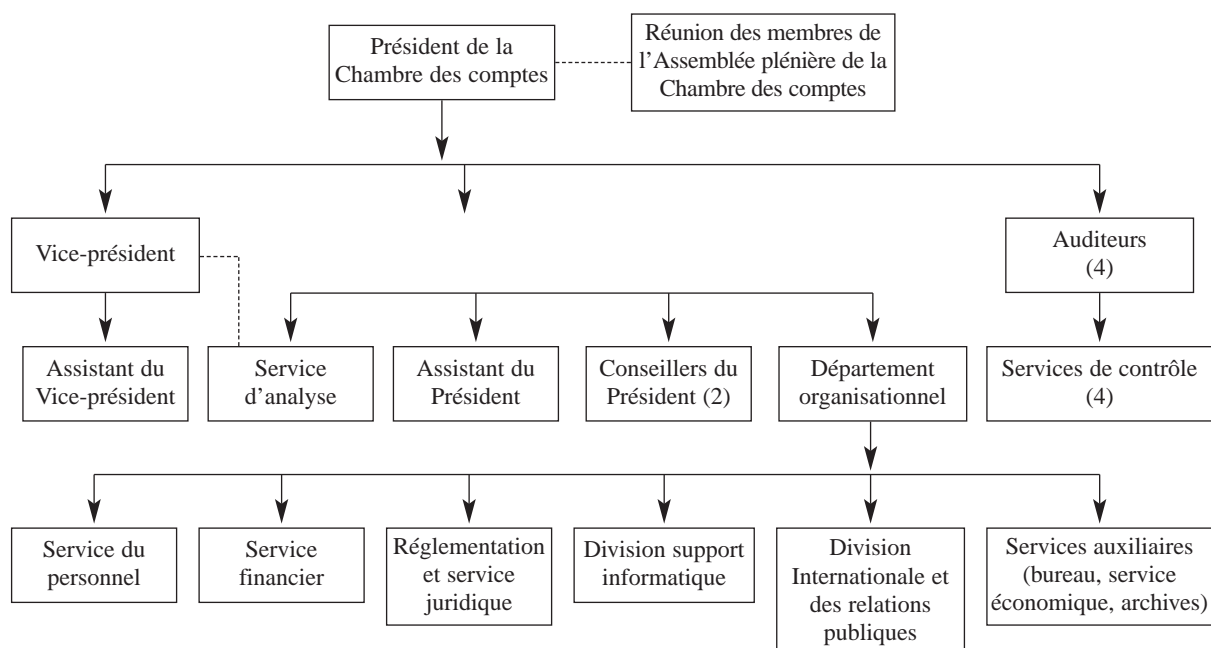 Président de la
Chambre des comptes
Réunion des membres de
l’Assemblée plénière de la
Chambre des comptes
Vice-président
Auditeurs
(4)
Assistant du
Vice-président
Service
d’analyse
Assistant du
Président
Conseillers du
Président (2)
Département
organisationnel
Services de contrôle
(4)
Service du
personnel
Service
financier
Réglementation
et service
juridique
Division support
informatique
Division
Internationale et
des relations
publiques
Services auxiliaires
(bureau, service
économique, archives)